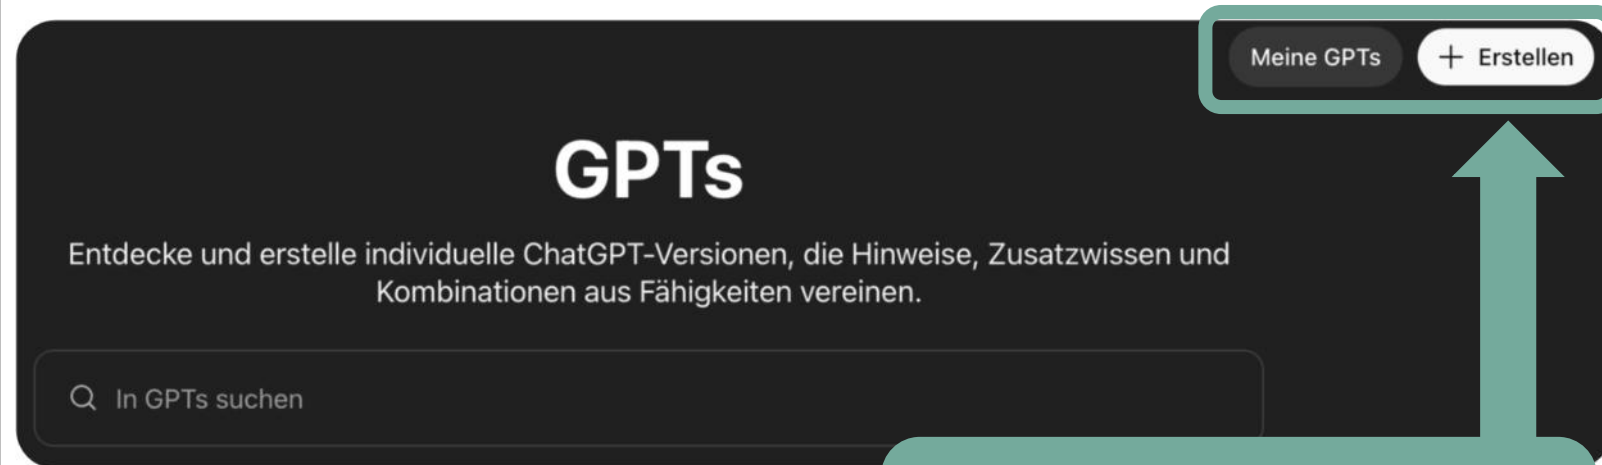 Meine GPTs
+ Erstellen
GPTs
Entdecke und erstelle individuelle ChatGPT-Versionen, die Hinweise, Zusatzwissen und
Kombinationen aus Fähigkeiten vereinen.
In GPTs suchen